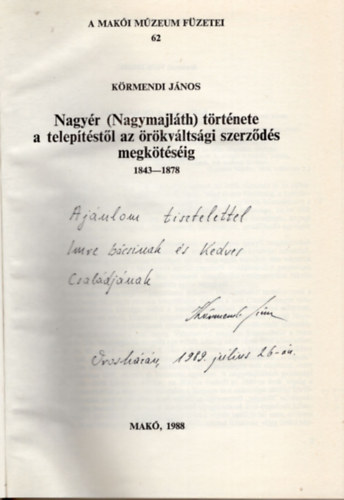 A MAKÓI MÚZEUM FÜZETEI
62
KÖRMENDI JÁNOS
Nagyér (Nagymajláth) története
a telepítéstől az örökváltsági szerződés
megkötéséig
1843—1878
Ajánlom tisztelettel
Imre bácsinak és Kedves
Családjának
Körmendi János
Orosháza, 1989. július 26-án.
MAKÓ, 1988